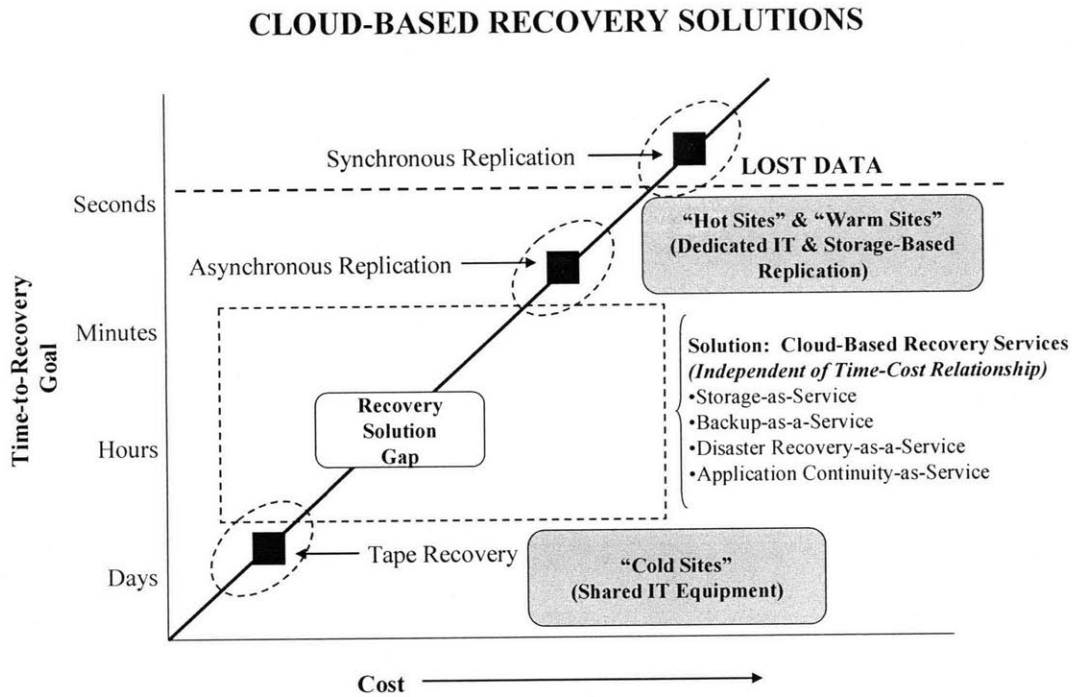 CLOUD-BASED RECOVERY SOLUTIONS
Synchronous Replication
LOST DATA
Seconds
“Hot Sites” & “Warm Sites”
(Dedicated IT & Storage-Based
Replication)
Asynchronous Replication
Minutes
Time-to-Recovery
Goal
Solution: Cloud-Based Recovery Services
(Independent of Time-Cost Relationship)
•Storage-as-Service
•Backup-as-a-Service
•Disaster Recovery-as-a-Service
•Application Continuity-as-Service
Recovery
Solution
Gap
Hours
Tape Recovery
“Cold Sites”
(Shared IT Equipment)
Days
Cost